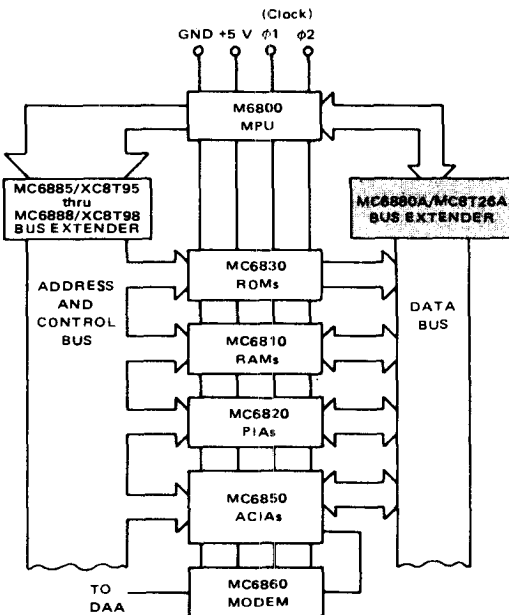 (Clock)
GND +5 V ϕ1 ϕ2
M6800
MPU
MC6885/XC8T95
thru
MC6888/XC8T98
BUS EXTENDER
MC6880A/MC8T26A
BUS EXTENDER
ADDRESS
AND
CONTROL
BUS
MC6830
ROMs
DATA
BUS
MC6810
RAMs
MC6820
PIAs
MC6850
ACIAs
TO
DAA
MC6860
MODEM